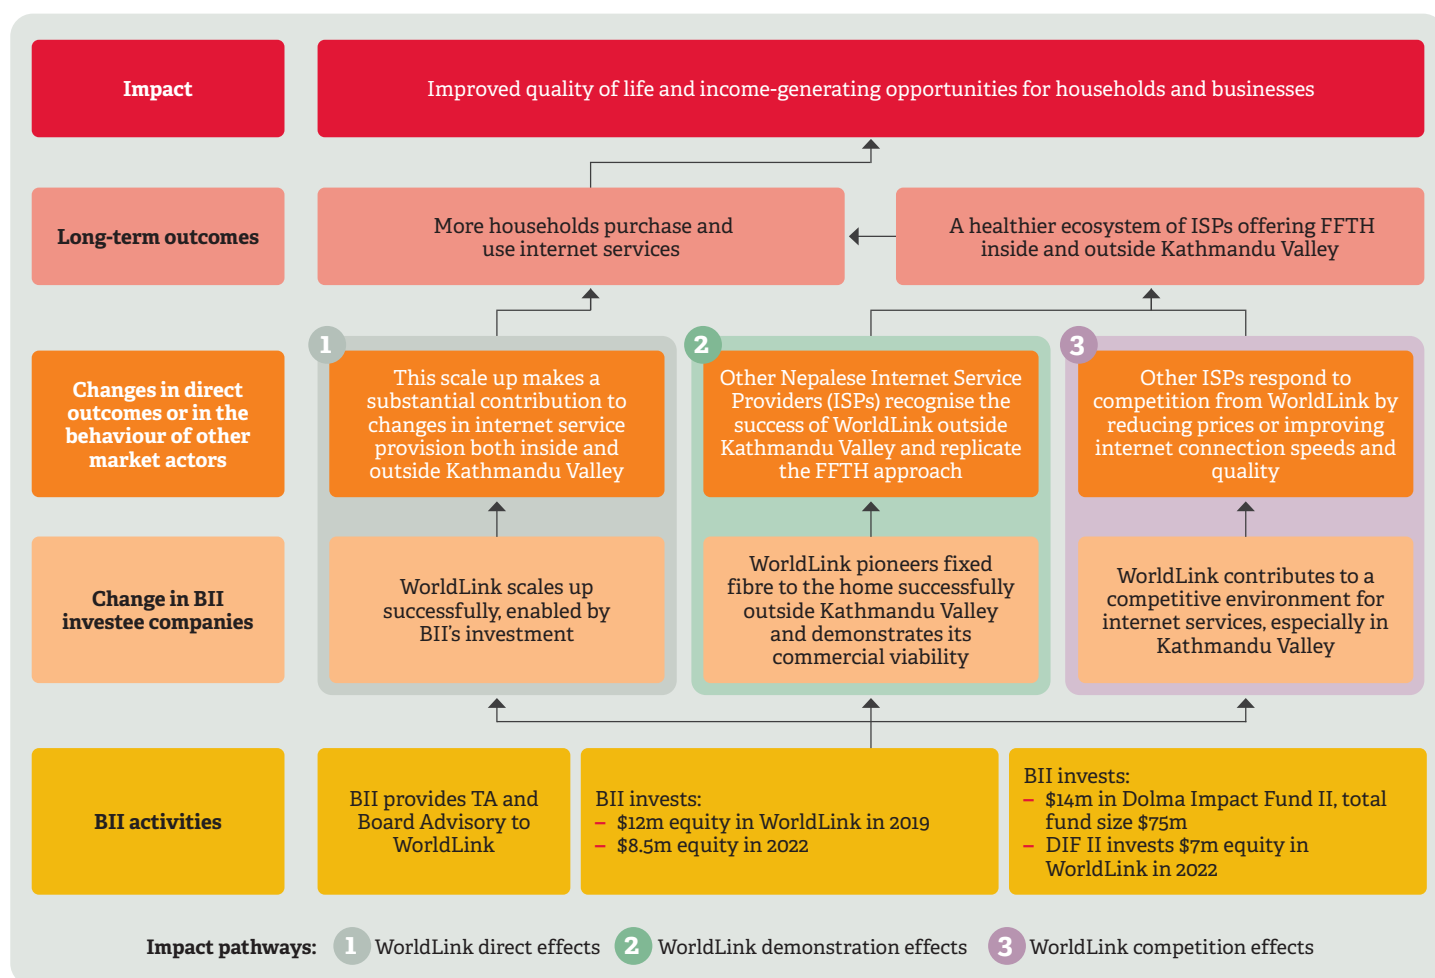 Impact
Improved quality of life and income-generating opportunities for households and businesses
Long-term outcomes
More households purchase and
use internet services
A healthier ecosystem of ISPs offering FFTH
inside and outside Kathmandu Valley
Changes in direct
outcomes or in the
behaviour of other
market actors
1
This scale up makes a
substantial contribution to
changes in internet service
provision both inside and
outside Kathmandu Valley
2
Other Nepalese Internet Service
Providers (ISPs) recognise the
success of WorldLink outside
Kathmandu Valley and replicate
the FFTH approach
3
Other ISPs respond to
competition from WorldLink by
reducing prices or improving
internet connection speeds and
quality
Change in BII
investee companies
WorldLink scales up
successfully, enabled by
BII's investment
WorldLink pioneers fixed
fibre to the home successfully
outside Kathmandu Valley
and demonstrates its
commercial viability
WorldLink contributes to a
competitive environment for
internet services, especially in
Kathmandu Valley
BII activities
BII provides TA and
Board Advisory to
WorldLink
BII invests:
– $12m equity in WorldLink in 2019
– $8.5m equity in 2022
BII invests:
– $14m in Dolma Impact Fund II, total
fund size $75m
– DIF II invests $7m equity in
WorldLink in 2022
Impact pathways: 1 WorldLink direct effects 2 WorldLink demonstration effects 3 WorldLink competition effects